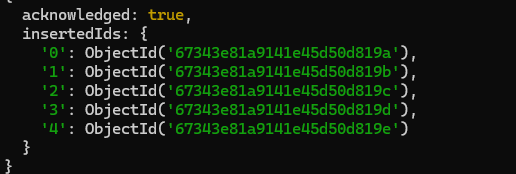 {
  acknowledged: true,
  insertedIds: {
    '0': ObjectId('67343e81a9141e45d50d819a'),
    '1': ObjectId('67343e81a9141e45d50d819b'),
    '2': ObjectId('67343e81a9141e45d50d819c'),
    '3': ObjectId('67343e81a9141e45d50d819d'),
    '4': ObjectId('67343e81a9141e45d50d819e')
  }
}